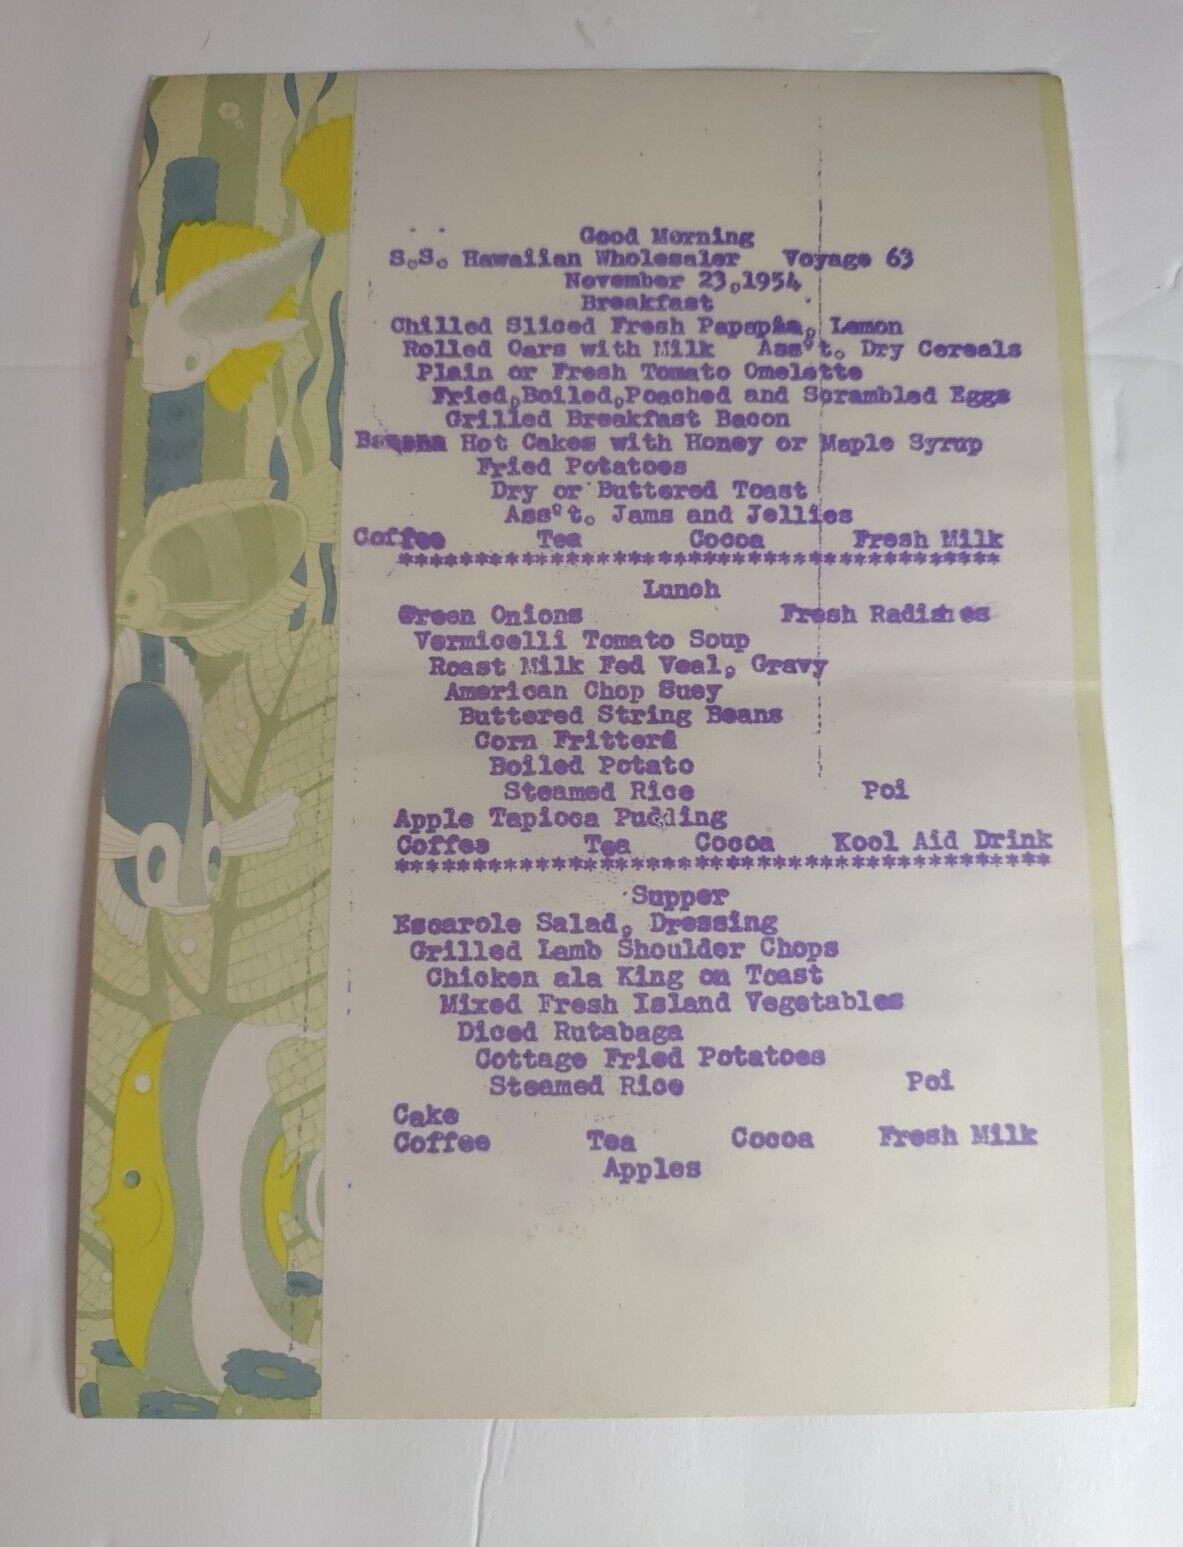 Good Morning
S.S. Hawaiian Wholesaler Voyage 63
November 23,1954
Breakfast
Chilled Sliced Fresh Papapia, Lemon
Rolled Oars with Milk Ass't. Dry Cereals
Plain or Fresh Tomato Omelette
Fried,Boiled,Poached and Scrambled Eggs
Grilled Breakfast Bacon
Banana Hot Cakes with Honey or Maple Syrup
Fried Potatoes
Dry or Buttered Toast
Ass't. Jams and Jellies
Coffee Tea Cocoa Fresh Milk
****************************************
Lunch
Green Onions Fresh Radishes
Vermicelli Tomato Soup
Roast Milk Fed Veal, Gravy
American Chop Suey
Buttered String Beans
Corn Fritters
Boiled Potato
Steamed Rice Poi
Apple Tapioca Pudding
Coffee Tea Cocoa Kool Aid Drink
*******************************************
Supper
Escarole Salad, Dressing
Grilled Lamb Shoulder Chops
Chicken ala King on Toast
Mixed Fresh Island Vegetables
Diced Rutabaga
Cottage Fried Potatoes
Steamed Rice Poi
Cake
Coffee Tea Cocoa Fresh Milk
Apples